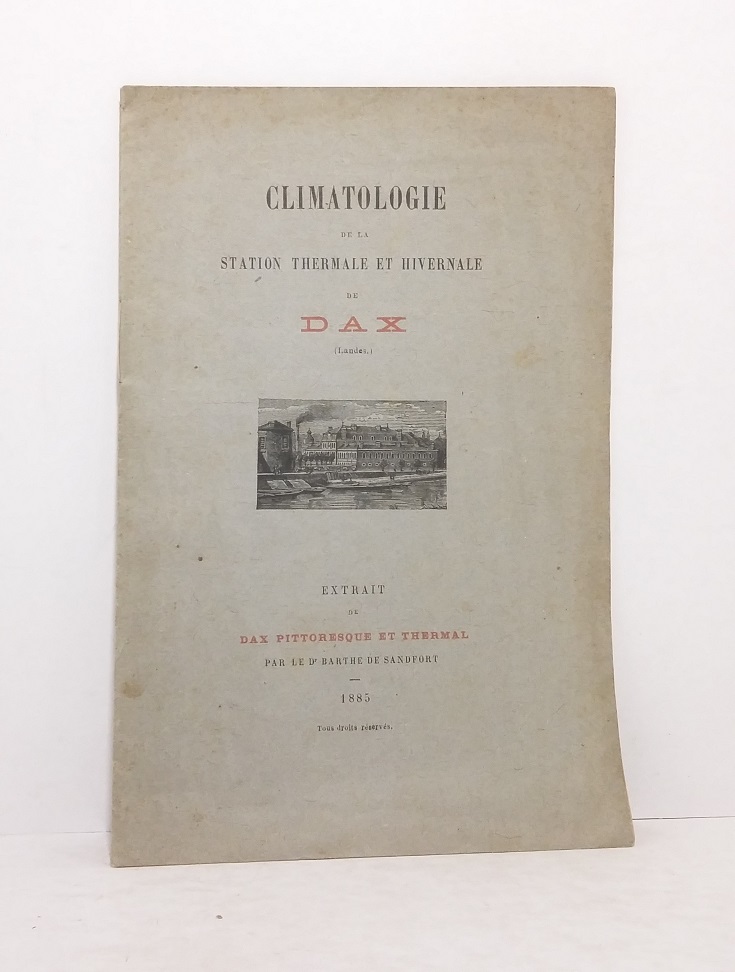 CLIMATOLOGIE
DE LA
STATION THERMALE ET HIVERNALE
DE
DAX
(Landes.)
EXTRAIT
DE
DAX PITTORESQUE ET THERMAL
PAR LE Dr BARTHE DE SANDFORT
1885
Tous droits réservés.